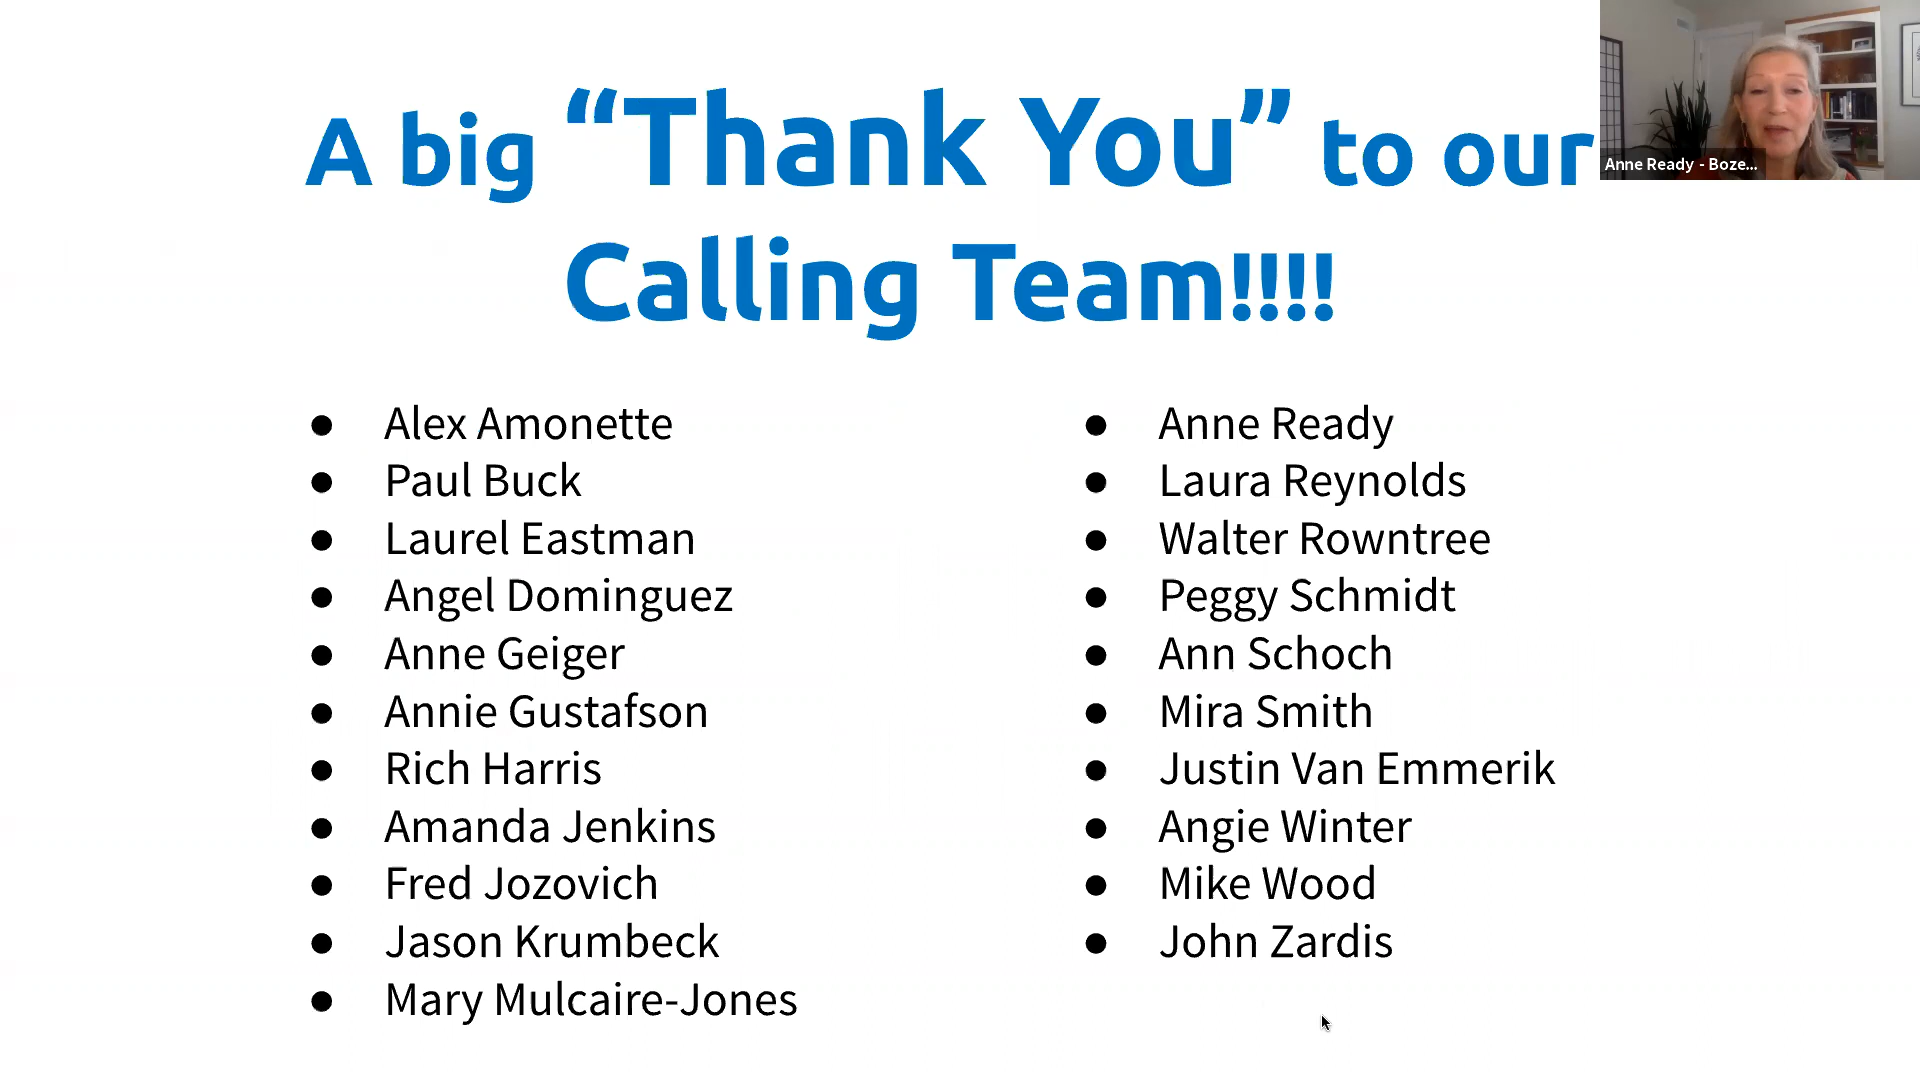 A big “Thank You” to our
Calling Team!!!!
Anne Ready - Boze...
● Alex Amonette
● Paul Buck
● Laurel Eastman
● Angel Dominguez
● Anne Geiger
● Annie Gustafson
● Rich Harris
● Amanda Jenkins
● Fred Jozovich
● Jason Krumbeck
● Mary Mulcaire-Jones
● Anne Ready
● Laura Reynolds
● Walter Rowntree
● Peggy Schmidt
● Ann Schoch
● Mira Smith
● Justin Van Emmerik
● Angie Winter
● Mike Wood
● John Zardis